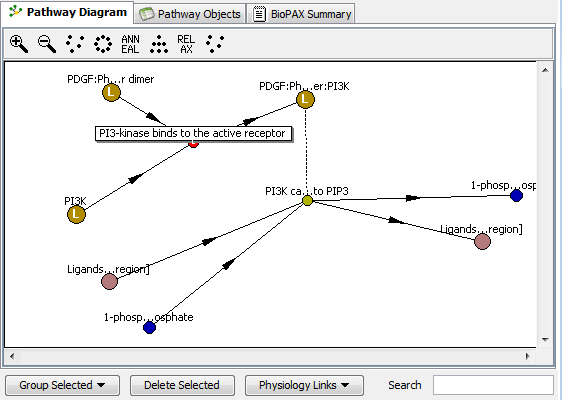 Pathway Diagram Pathway Objects BioPAX Summary
ANN EAL REL AX
PDGF:Ph...r dimer
PDGF:Ph...er:PI3K
L
L
PI3-kinase binds to the active receptor
PI3K
L
PI3K ca...to PIP3
1-phosp...osp
Ligands...region]
Ligands...region]
1-phosp...osphate
Group Selected Delete Selected Physiology Links Search